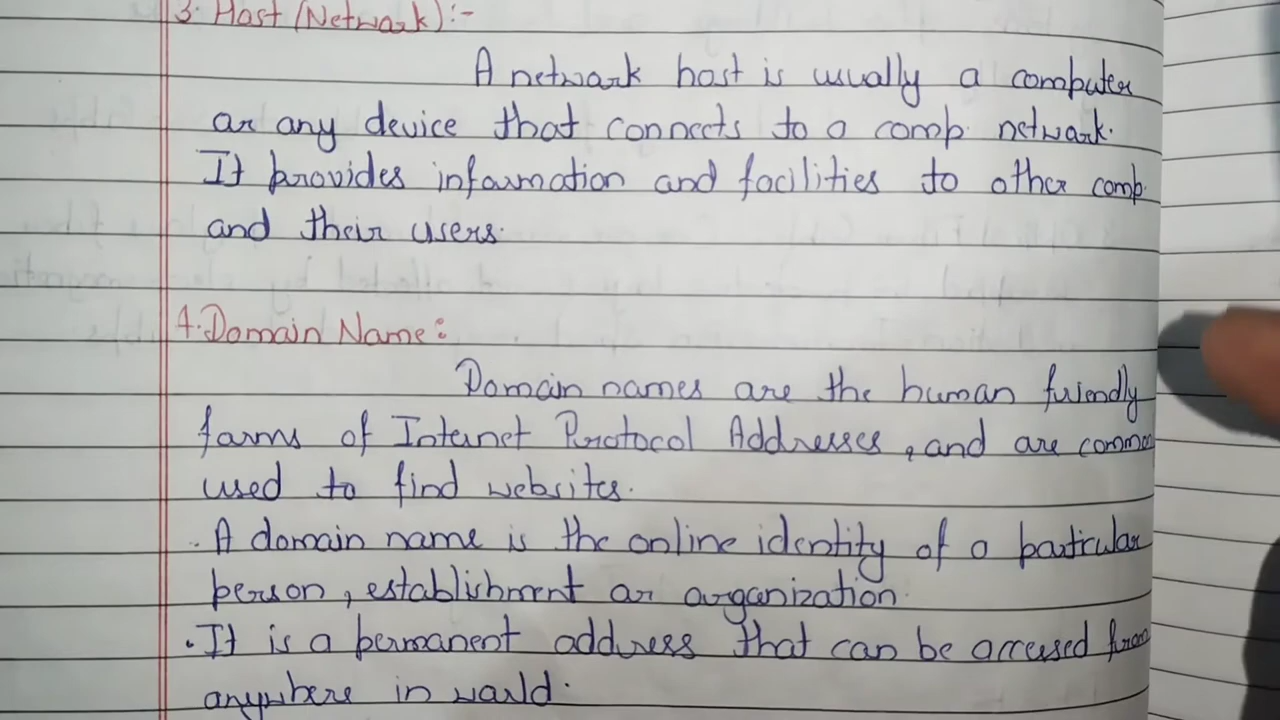 3. Host (Network):-
A network host is usually a computer
or any device that connects to a comp. network.
It provides information and facilities to other comp.
and their users.
4. Domain Name:
Domain names are the human friendly
forms of Internet Protocol Addresses, and are
used to find websites.
. A domain name is the online identity of a particular
person, establishment or organization.
. It is a permanent address that can be accessed from
anywhere in world.